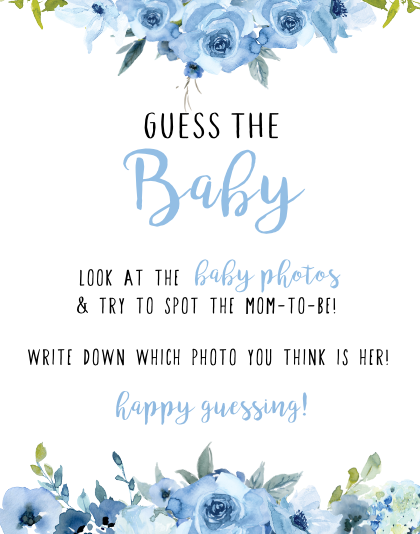 GUESS THE
Baby
LOOK AT THE baby photos
& TRY TO SPOT THE MOM-TO-BE!
WRITE DOWN WHICH PHOTO YOU THINK IS HER!
happy guessing!